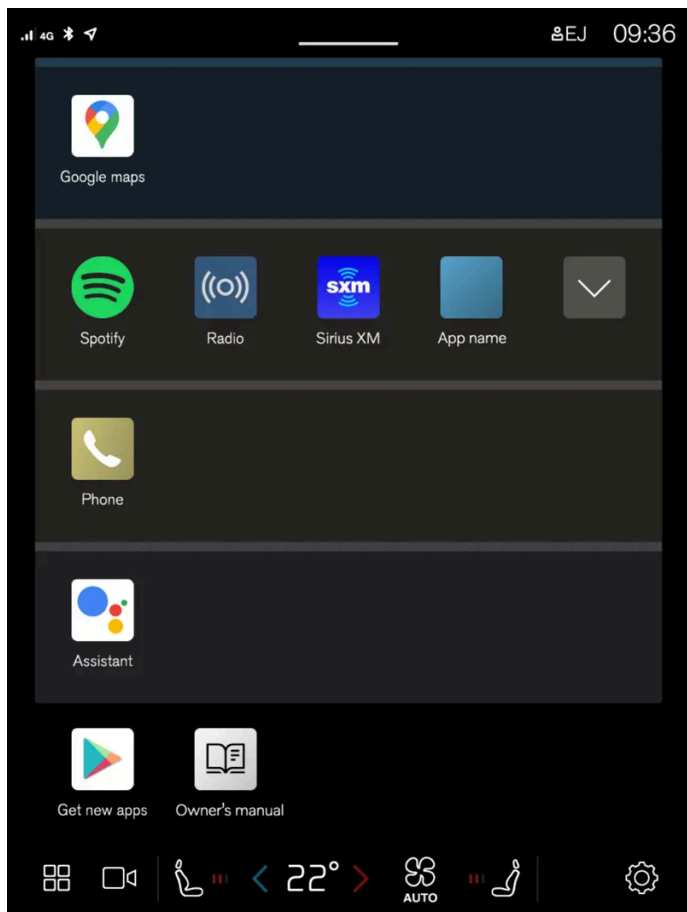 4G
EJ 09:36
Google maps
sxm
Spotify Radio Sirius XM App name
Phone
Assistant
Get new apps Owner's manual
22°
AUTO